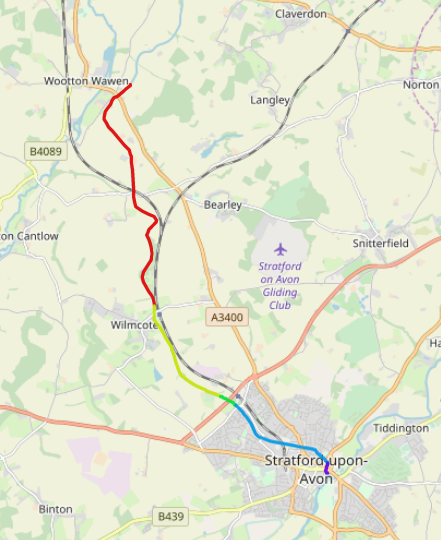 Claverdon
Wootton Wawen
Norton
Langley
B4089
Bearley
ton Cantlow
Snitterfield
Stratford
on Avon
Gliding
Club
A3400
Wilmcote
Ha
Tiddington
Stratford-upon-
Avon
Binton
B439